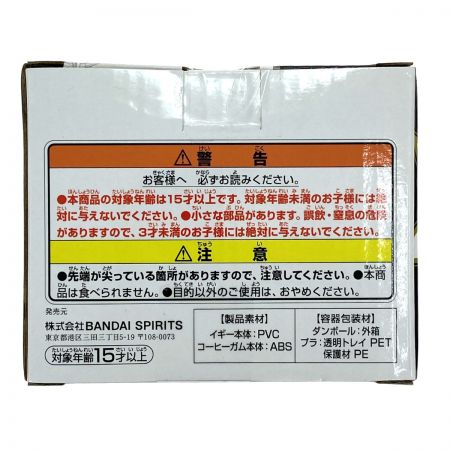 ⚠警告
お客様へ 必ずお読みください。
●本商品の対象年齢は15才以上です。対象年齢未満のお子様には絶
対に与えないでください。●小さな部品があります。誤飲・窒息の危険
がありますので、3才未満のお子様には絶対に与えないでください。
⚠注意
●先端が尖っている箇所がありますので、注意してください。●本商
品は食べられません。●目的以外のご使用は、おやめください。
発売元
株式会社BANDAI SPIRITS
東京都港区三田三丁目5-19 〒108-0073
対象年齢15才以上
【製品素材】
イギー本体:PVC
コーヒーガム本体:ABS
【容器包装材】
ダンボール:外箱
プラ:透明トレイ PET
保護材 PE